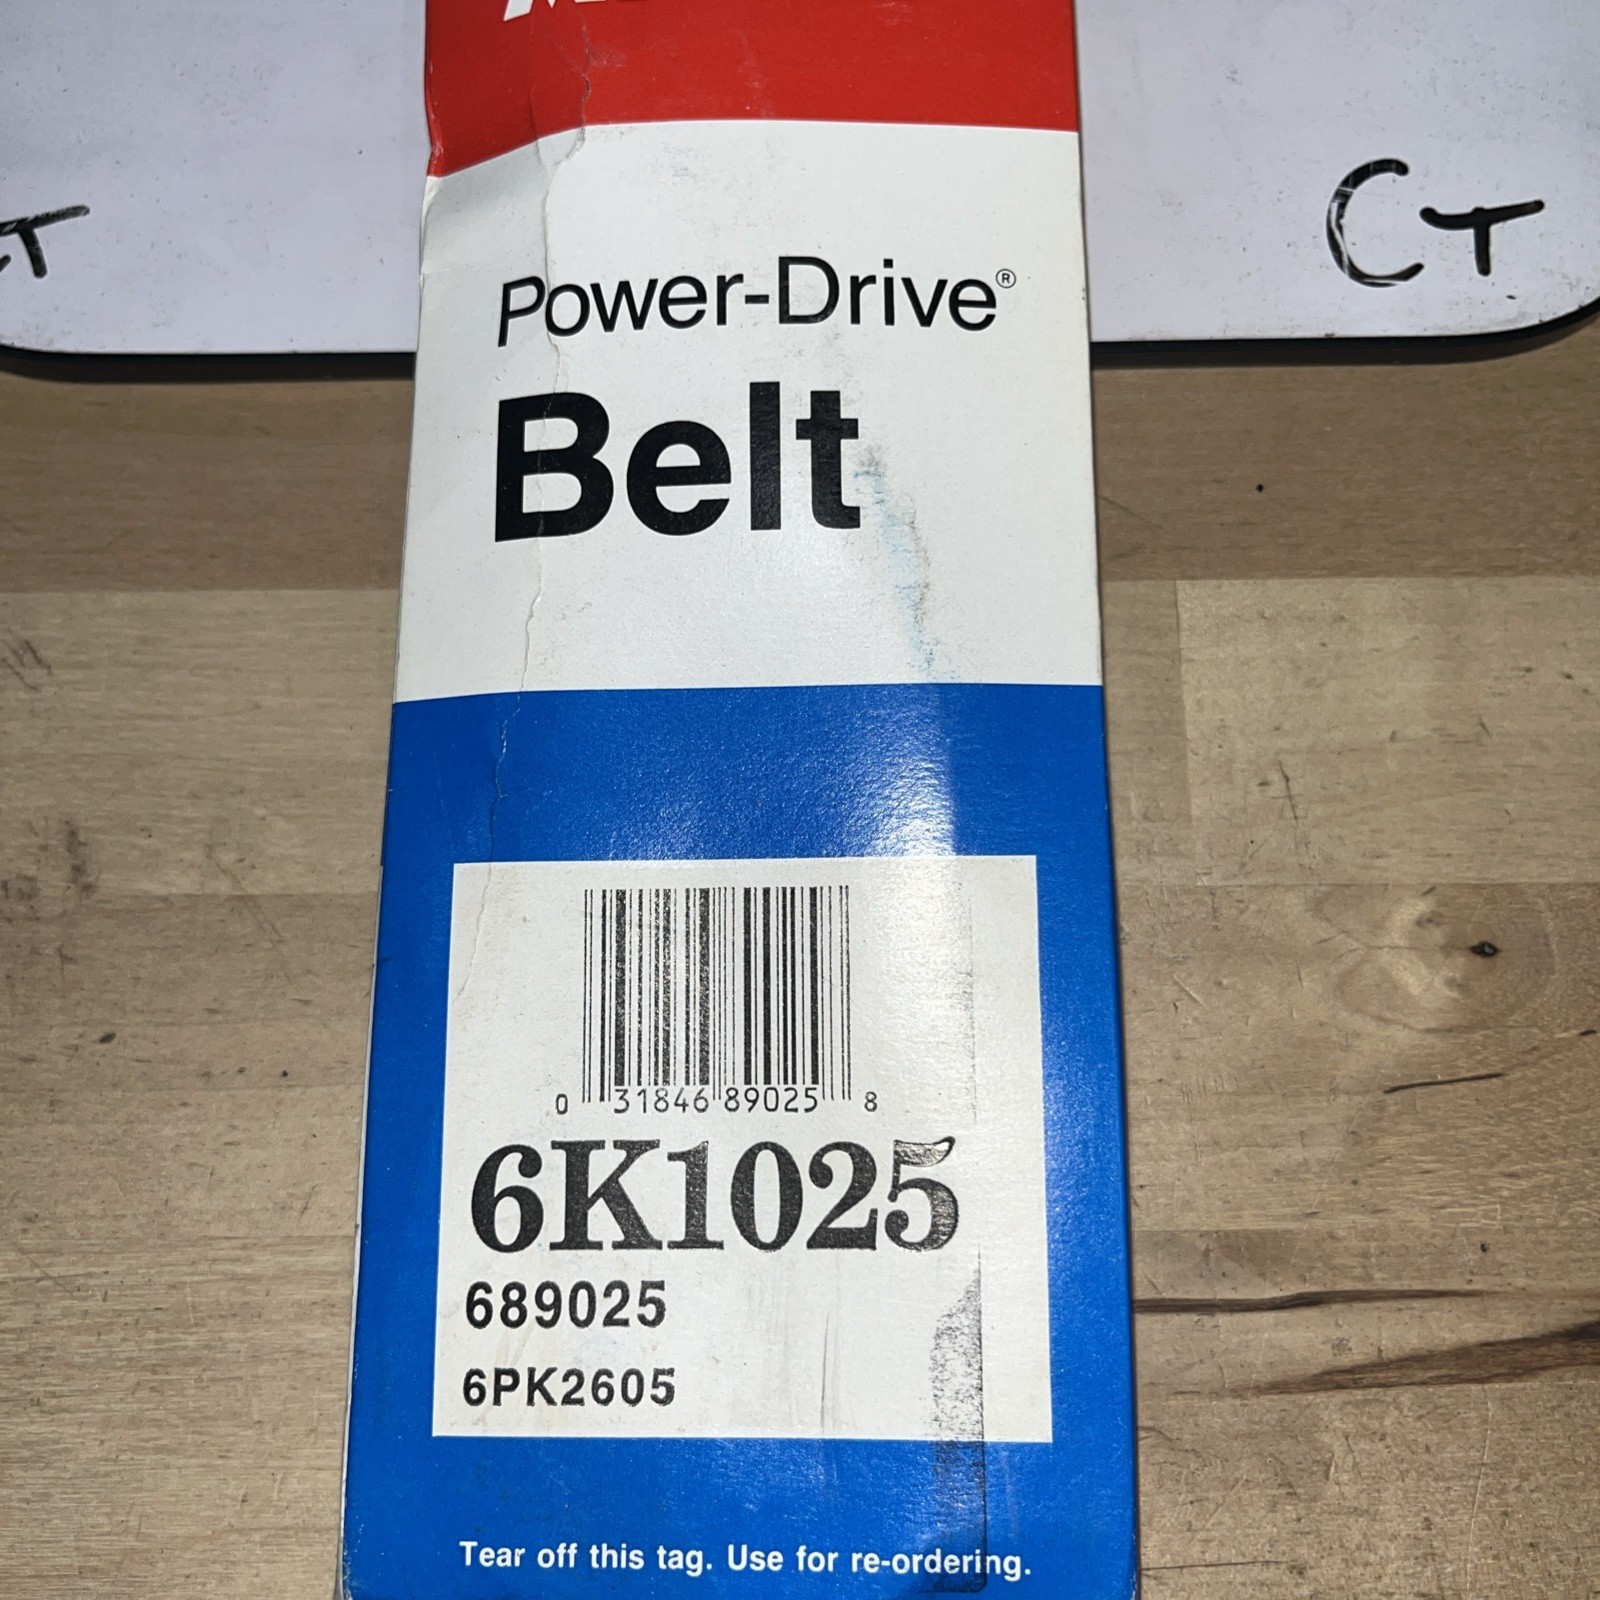 CT
Power-Drive®
Belt
0 31846 89025 8
6K1025
689025
6PK2605
Tear off this tag. Use for re-ordering.